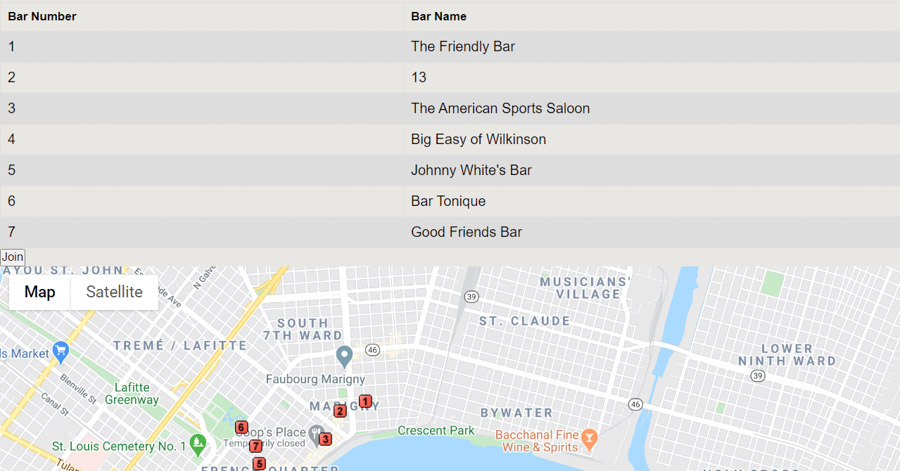 Bar Number Bar Name
1 The Friendly Bar
2 13
3 The American Sports Saloon
4 Big Easy of Wilkinson
5 Johnny White's Bar
6 Bar Tonique
7 Good Friends Bar
Join
AYOU ST. JOHN
Map Satellite
MUSICIANS'
VILLAGE
39
ST. CLAUDE
SOUTH
7TH WARD
TREMÉ / LAFITTE
46
ls Market
LOWER
NINTH WARD
39
Faubourg Marigny
Bienville St
Lafitte
Greenway
Canal St
1
MARIGNY
2
46
BYWATER
6
Coop's Place
Temporarily closed
3
Crescent Park
Bacchanal Fine
Wine & Spirits
St. Louis Cemetery No. 1
7
5
FRENCH QUARTER